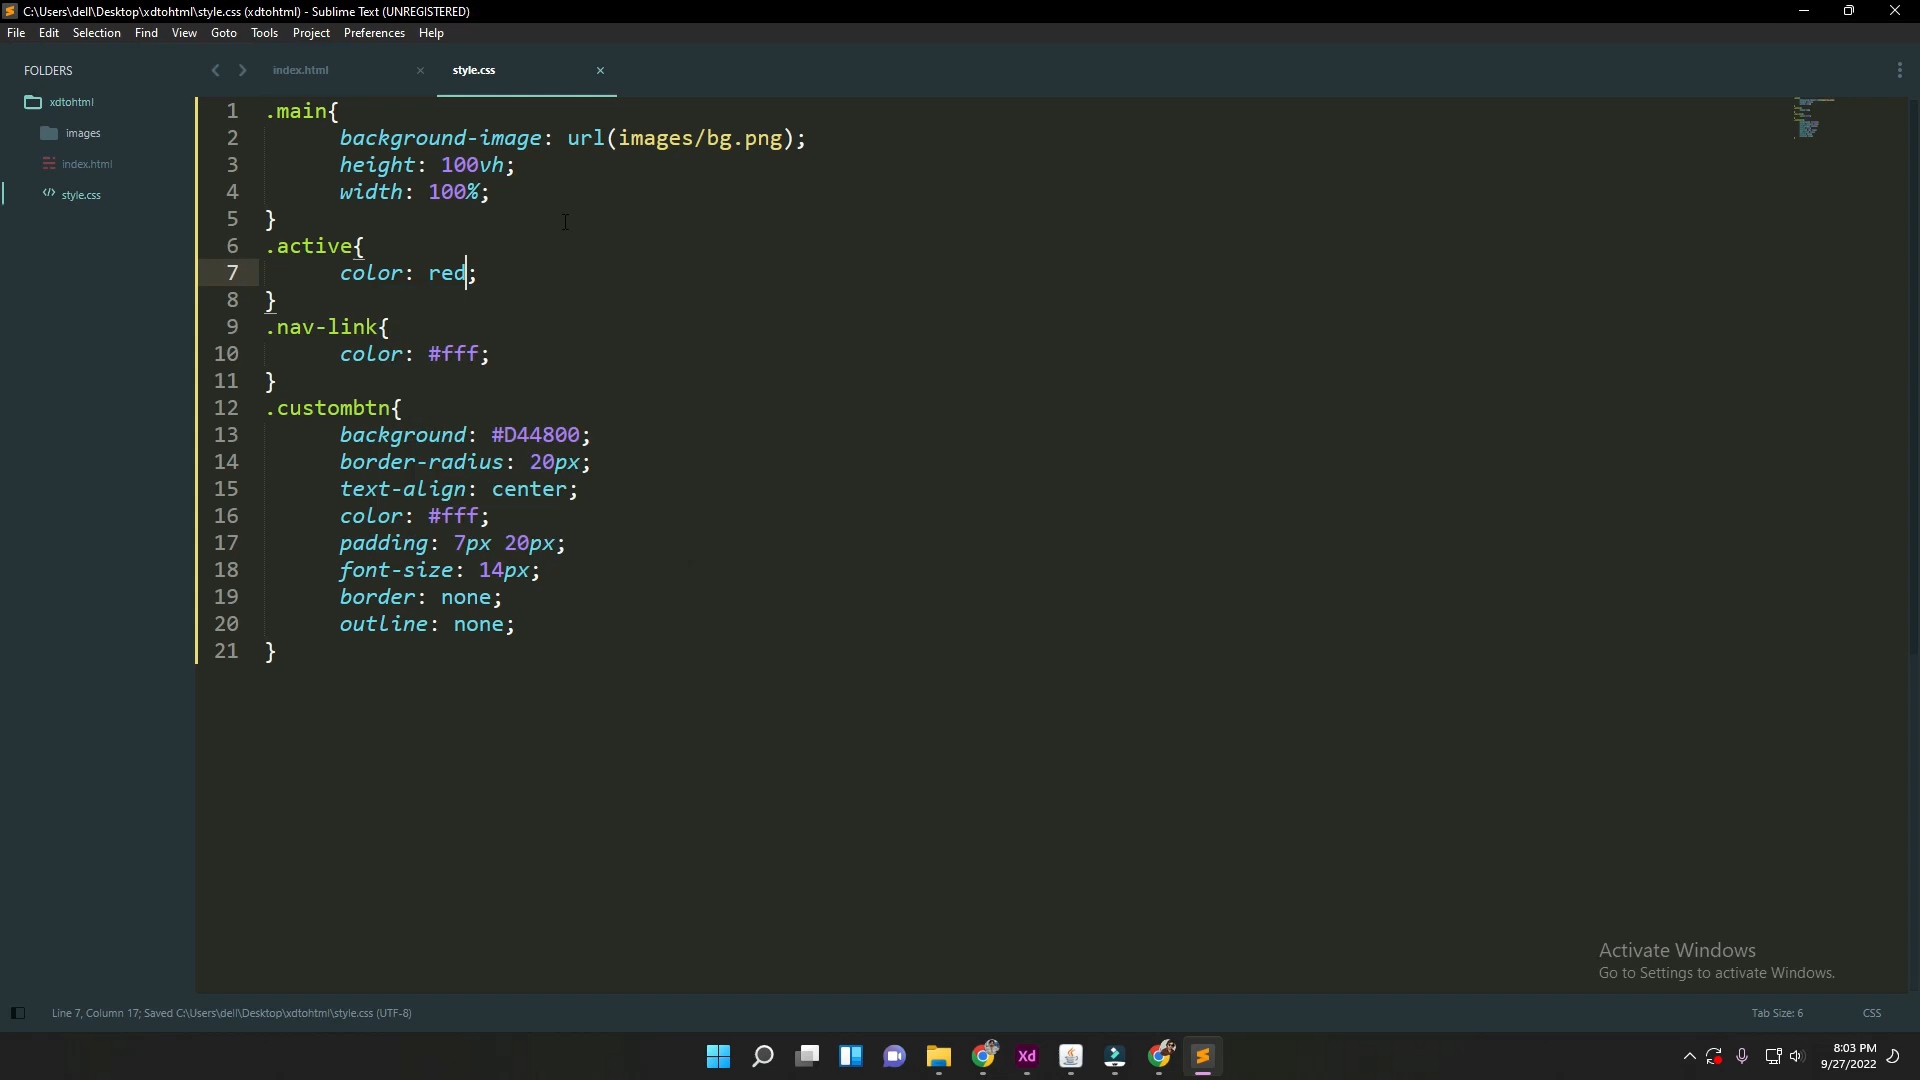 C:\Users\dell\Desktop\xdtohtml\style.css (xdtohtml) - Sublime Text (UNREGISTERED)
File Edit Selection Find View Goto Tools Project Preferences Help
FOLDERS
xdtohtml
images
index.html
style.css
index.html
style.css
1 .main{
2 background-image: url(images/bg.png);
3 height: 100vh;
4 width: 100%;
5 }
6 .active{
7 color: red;
8 }
9 .nav-link{
10 color: #fff;
11 }
12 .custombtn{
13 background: #D44800;
14 border-radius: 20px;
15 text-align: center;
16 color: #fff;
17 padding: 7px 20px;
18 font-size: 14px;
19 border: none;
20 outline: none;
21 }
Activate Windows
Go to Settings to activate Windows.
Line 7, Column 17; Saved C:\Users\dell\Desktop\xdtohtml\style.css (UTF-8)
Tab Size: 6
CSS
Xd
8:03 PM
9/27/2022